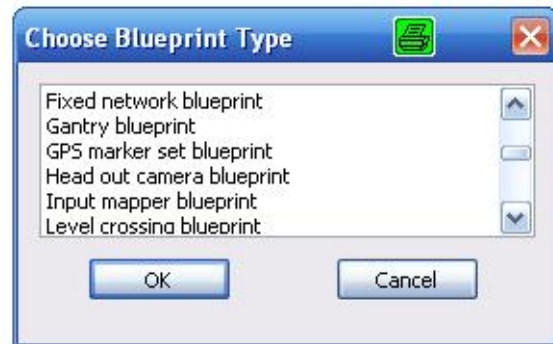 Choose Blueprint Type
Fixed network blueprint
Gantry blueprint
GPS marker set blueprint
Head out camera blueprint
Input mapper blueprint
Level crossing blueprint
OK Cancel